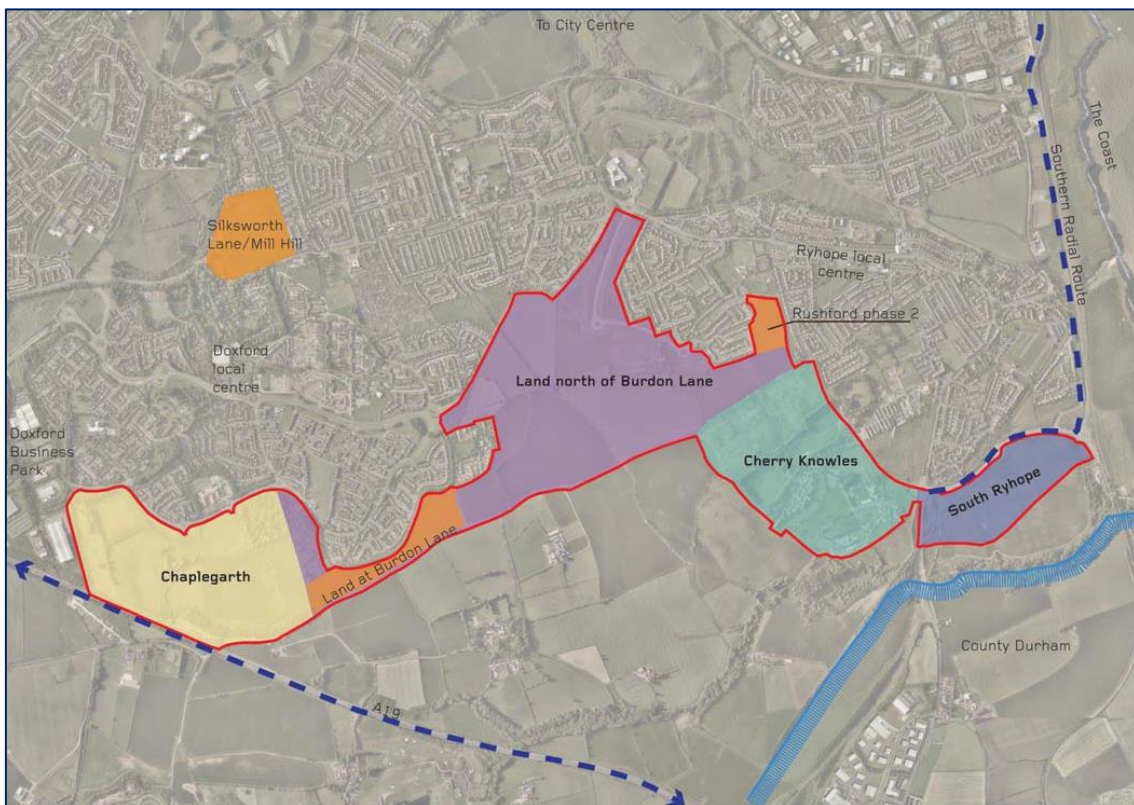 To City Centre
The Coast
Southern Radial Route
Silksworth
Lane/Mill Hill
Ryhope local
centre
Rushford phase 2
Doxford
local
centre
Land north of Burdon Lane
Doxford
Business
Park
Cherry Knowles
South Ryhope
Chaplegarth
Land at Burdon Lane
County Durham
A19